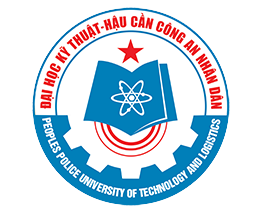 ĐẠI HỌC KỸ THUẬT-HẬU CẦN CÔNG AN NHÂN DÂN
PEOPLES POLICE UNIVERSITY OF TECHNOLOGY AND LOGISTICS